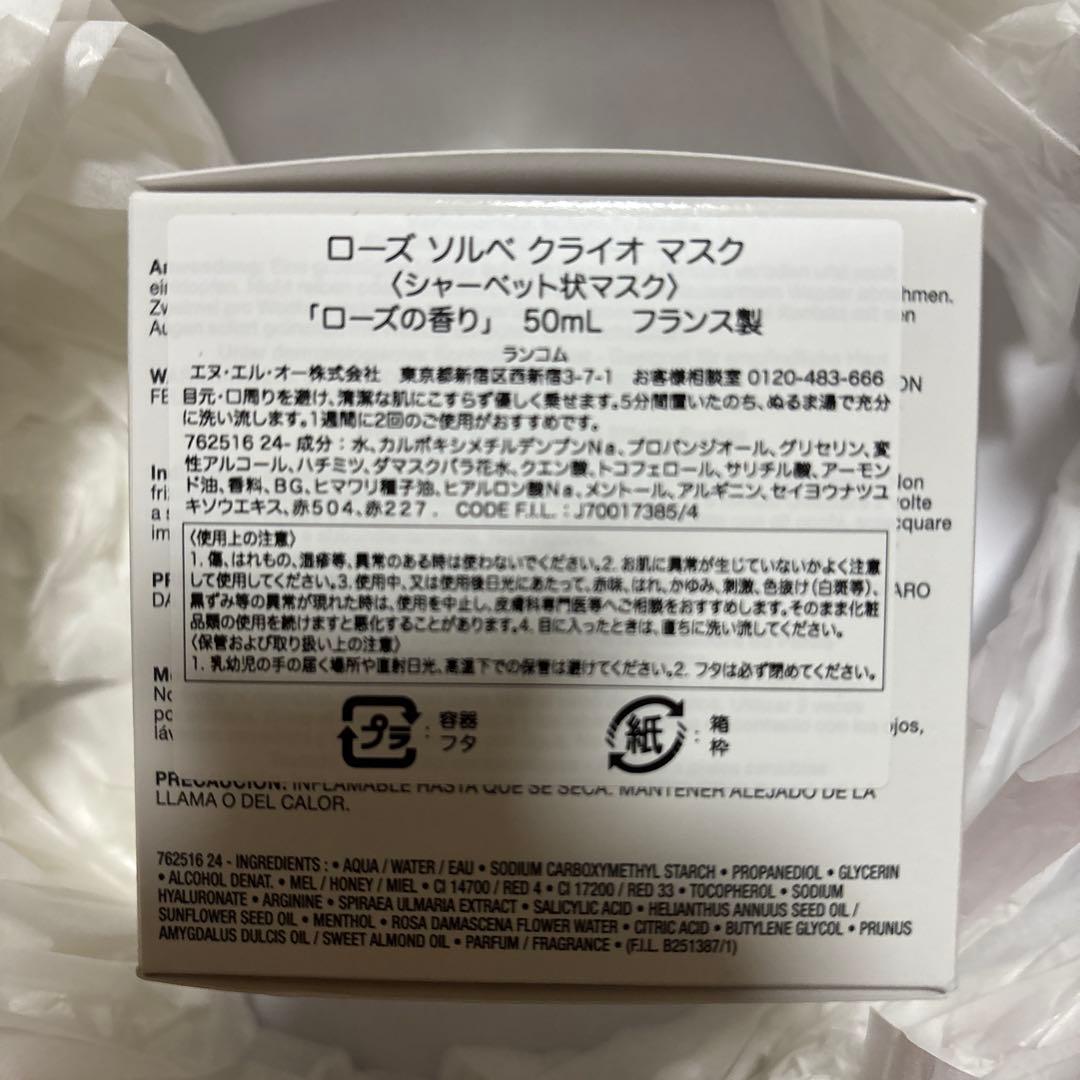 ローズ ソルベ クライオ マスク
〈シャーベット状マスク〉
「ローズの香り」 50mL フランス製
ランコム
エヌ・エル・オー株式会社 東京都新宿区西新宿3-7-1 お客様相談室 0120-483-666
目元・口周りを避け、清潔な肌にこすらず優しく乗せます。5分間置いたのち、ぬるま湯で充分
に洗い流します。1週間に2回のご使用がおすすめです。
762516 24- 成分：水、カルボキシメチルデンプンNa、プロパンジオール、グリセリン、変
性アルコール、ハチミツ、ダマスクバラ花水、クエン酸、トコフェロール、サリチル酸、アーモン
ド油、香料、BG、ヒマワリ種子油、ヒアルロン酸Na、メントール、アルギニン、セイヨウナツユ
キソウエキス、赤504、赤227． CODE F.I.L.：J70017385/4
〈使用上の注意〉
1. 傷、はれもの、湿疹等、異常のある時は使わないでください。2. お肌に異常が生じていないかよく注意
して使用してください。3. 使用中、又は使用後日光にあたって、赤味、はれ、かゆみ、刺激、色抜け(白斑等)、
黒ずみ等の異常が現れた時は、使用を中止し、皮膚科専門医等へご相談をおすすめします。そのまま化粧
品類の使用を続けますと悪化することがあります。4. 目に入ったときは、直ちに洗い流してください。
〈保管および取り扱い上の注意〉
1. 乳幼児の手の届く場所や直射日光、高温下での保管は避けてください。2. フタは必ず閉めてください。
プラ：容器
フタ
紙：箱
枠
PRECAUCIÓN: INFLAMABLE HASTA QUE SE SECA. MANTENER ALEJADO DE LA
LLAMA O DEL CALOR.
762516 24 - INGREDIENTS : • AQUA / WATER / EAU • SODIUM CARBOXYMETHYL STARCH • PROPANEDIOL • GLYCERIN
• ALCOHOL DENAT. • MEL / HONEY / MIEL • CI 14700 / RED 4 • CI 17200 / RED 33 • TOCOPHEROL • SODIUM
HYALURONATE • ARGININE • SPIRAEA ULMARIA EXTRACT • SALICYLIC ACID • HELIANTHUS ANNUUS SEED OIL /
SUNFLOWER SEED OIL • MENTHOL • ROSA DAMASCENA FLOWER WATER • CITRIC ACID • BUTYLENE GLYCOL • PRUNUS
AMYGDALUS DULCIS OIL / SWEET ALMOND OIL • PARFUM / FRAGRANCE • (F.I.L. B251387/1)